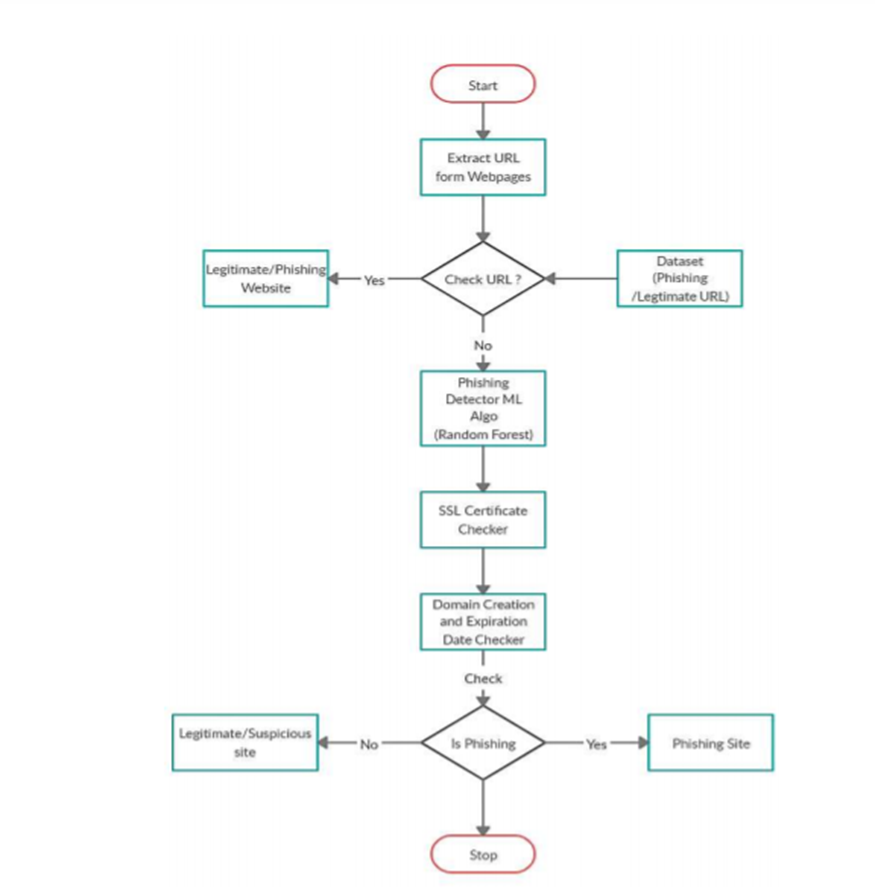 Start
Extract URL
form Webpages
Legitimate/Phishing
Website
Yes
Check URL ?
Dataset
(Phishing
/Legtimate URL)
No
Phishing
Detector ML
Algo
(Random Forest)
SSL Certificate
Checker
Domain Creation
and Expiration
Date Checker
Check
Legitimate/Suspicious
site
No
Is Phishing
Yes
Phishing Site
Stop